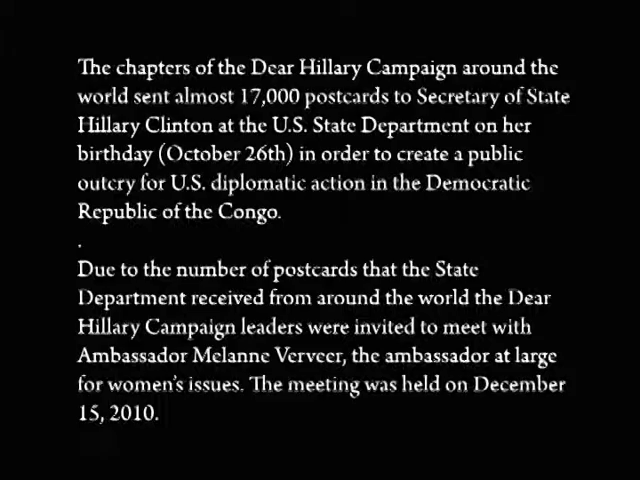 The chapters of the Dear Hillary Campaign around the
world sent almost 17,000 postcards to Secretary of State
Hillary Clinton at the U.S. State Department on her
birthday (October 26th) in order to create a public
outcry for U.S. diplomatic action in the Democratic
Republic of the Congo.
.
Due to the number of postcards that the State
Department received from around the world the Dear
Hillary Campaign leaders were invited to meet with
Ambassador Melanne Verveer, the ambassador at large
for women's issues. The meeting was held on December
15, 2010.